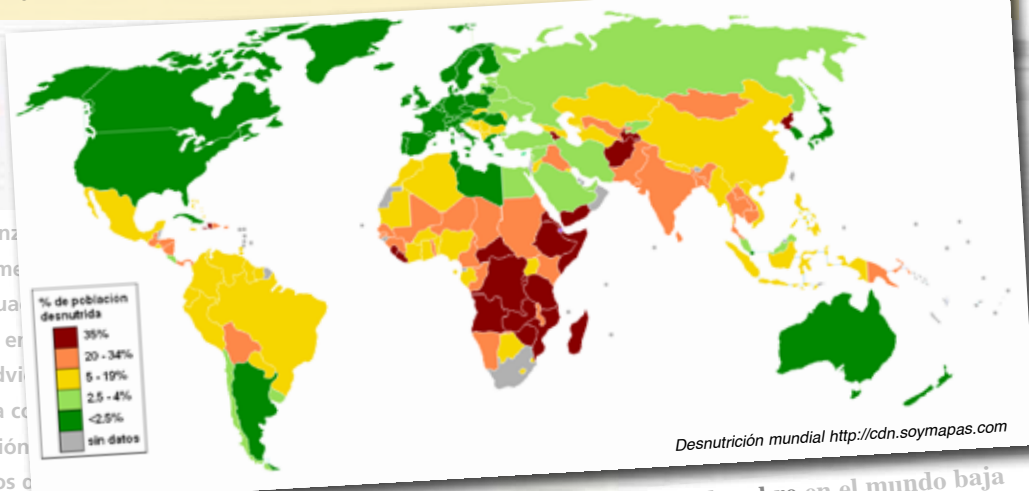 % de población
desnutrida
35%
20 - 34%
5 - 19%
2.5 - 4%
<2.5%
sin datos
Desnutrición mundial http://cdn.soymapas.com
en el mundo baja